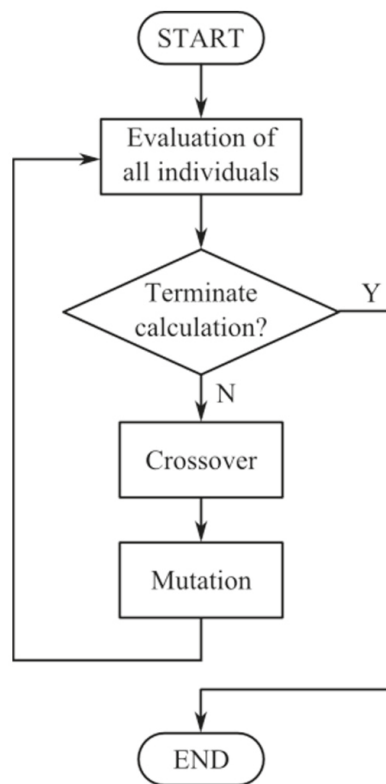 START
Evaluation of
all individuals
Terminate
calculation?
Y
N
Crossover
Mutation
END